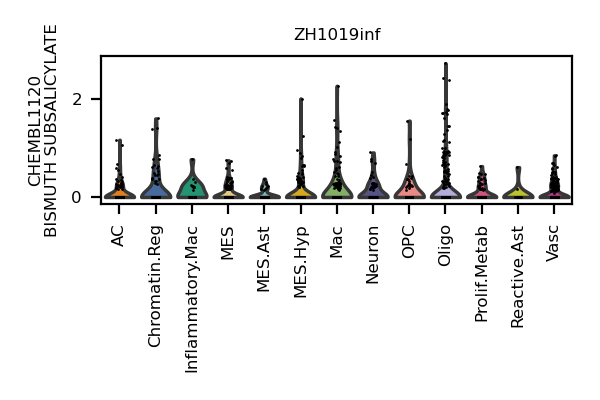 ZH1019inf
CHEMBL1120
BISMUTH SUBSALICYLATE
2
0
AC
Chromatin.Reg
Inflammatory.Mac
MES
MES.Ast
MES.Hyp
Mac
Neuron
OPC
Oligo
Prolif.Metab
Reactive.Ast
Vasc